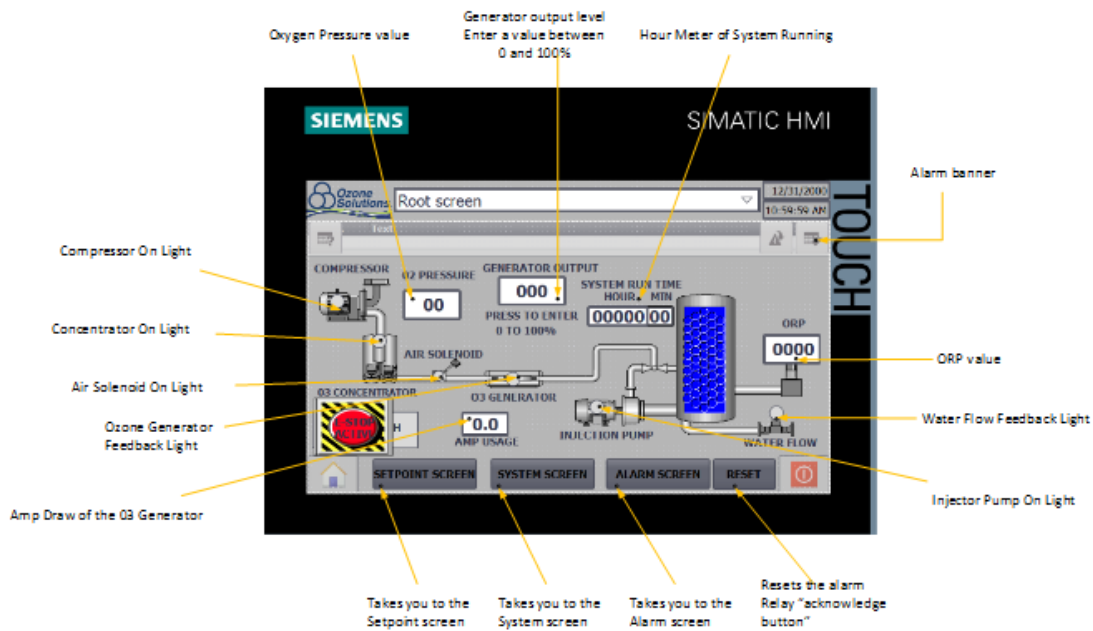 Generator output level
Oxygen Pressure value
Enter a value between
Hour Meter of System Running
0 and 100%
SIEMENS
SIMATIC HMI
Alarm banner
Ozone
Solutions
Root screen
12/31/2000
10:59:59 AM
TOUCH
Text
Compressor On Light
COMPRESSOR
02 PRESSURE
GENERATOR OUTPUT
SYSTEM RUN TIME
HOUR MIN
00
000
00000 00
PRESS TO ENTER
0 TO 100%
Concentrator On Light
ORP
0000
ORP value
AIR SOLENOID
Air Solenoid On Light
03 CONCENTRATOR
03 GENERATOR
Ozone Generator
Feedback Light
E-STOP
ACTIVE
H
0.0
AMP USAGE
INJECTION PUMP
WATER FLOW
Water Flow Feedback Light
SETPOINT SCREEN
SYSTEM SCREEN
ALARM SCREEN
RESET
Injector Pump On Light
Amp Draw of the 03 Generator
Takes you to the
Setpoint screen
Takes you to the
System screen
Takes you to the
Alarm screen
Resets the alarm
Relay “acknowledge
button”